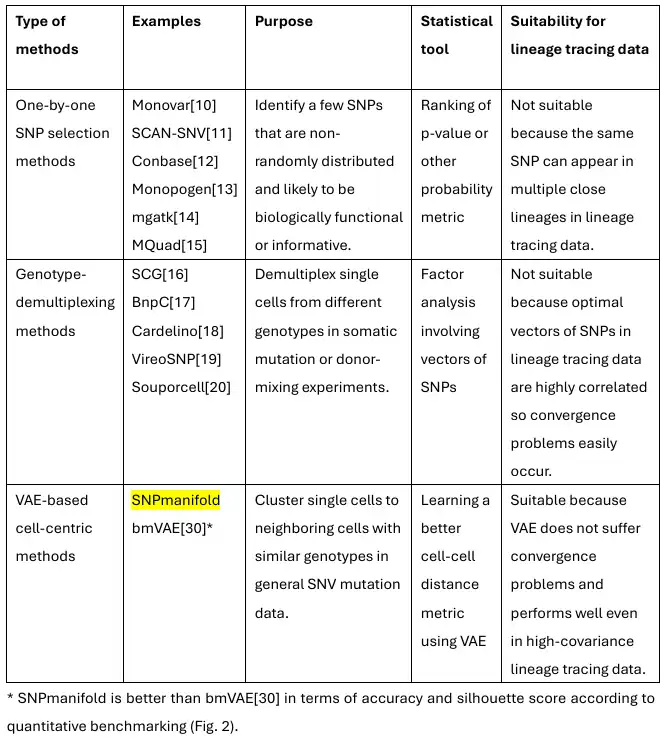 Type of
methods
Examples
Purpose
Statistical
tool
Suitability for
lineage tracing data
One-by-one
SNP selection
methods
Monovar[10]
SCAN-SNV[11]
Conbase[12]
Monopogen[13]
mgatk[14]
MQuad[15]
Identify a few SNPs
that are non-
randomly distributed
and likely to be
biologically functional
or informative.
Ranking of
p-value or
other
probability
metric
Not suitable
because the same
SNP can appear in
multiple close
lineages in lineage
tracing data.
Genotype-
demultiplexing
methods
SCG[16]
BnpC[17]
Cardelino[18]
VireoSNP[19]
Souporcell[20]
Demultiplex single
cells from different
genotypes in somatic
mutation or donor-
mixing experiments.
Factor
analysis
involving
vectors of
SNPs
Not suitable
because optimal
vectors of SNPs in
lineage tracing data
are highly correlated
so convergence
problems easily
occur.
VAE-based
cell-centric
methods
SNPmanifold
bmVAE[30]*
Cluster single cells to
neighboring cells with
similar genotypes in
general SNV mutation
data.
Learning a
better
cell-cell
distance
metric
using VAE
Suitable because
VAE does not suffer
convergence
problems and
performs well even
in high-covariance
lineage tracing data.
* SNPmanifold is better than bmVAE[30] in terms of accuracy and silhouette score according to
quantitative benchmarking (Fig. 2).